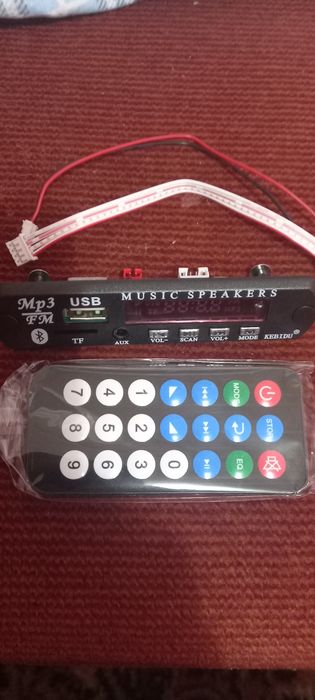 MUSIC SPEAKERS
Mp3
FM
USB
TF
AUX
VOL-
SCAN
VOL+
MODE
KEBIDU®
7 4 1 MODE
8 5 2 STOP
9 6 3 0 EQ